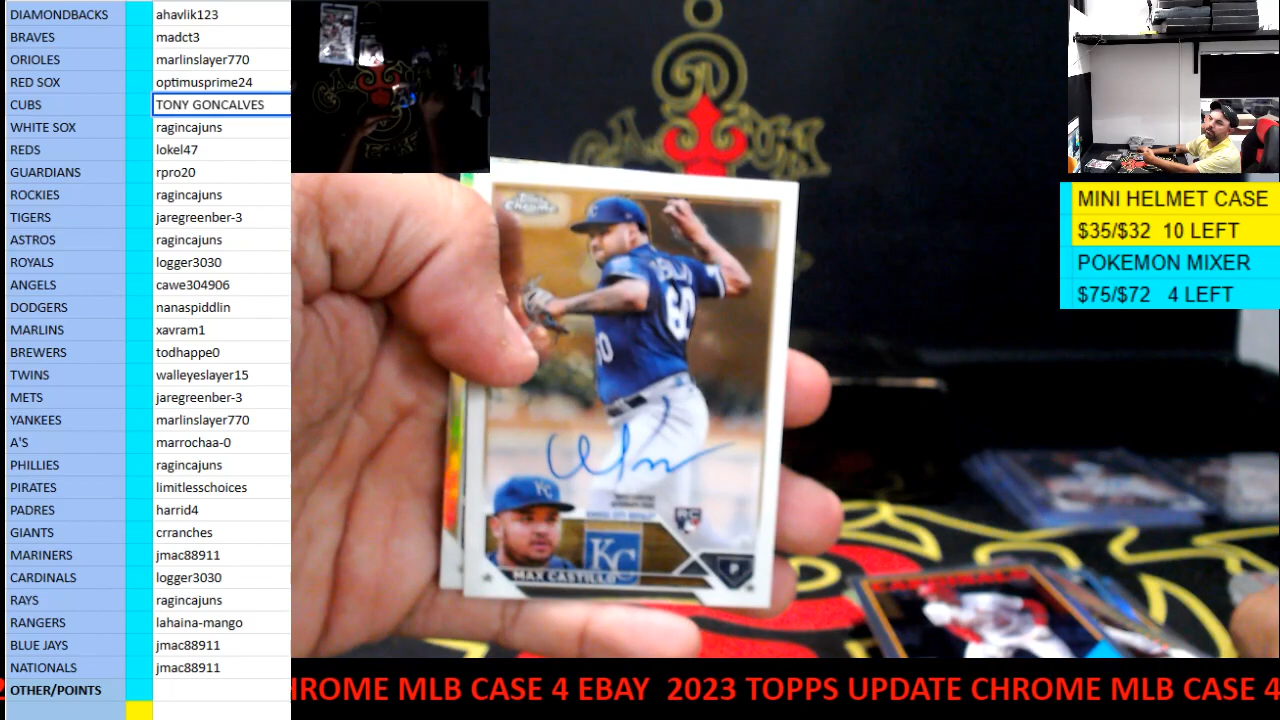 DIAMONDBACKS ahavlik123
BRAVES madct3
ORIOLES marlinslayer770
RED SOX optimusprime24
CUBS TONY GONCALVES
WHITE SOX ragincajuns
REDS lokel47
GUARDIANS rpro20
ROCKIES ragincajuns
TIGERS jaregreenber-3
ASTROS ragincajuns
ROYALS logger3030
ANGELS cawe304906
DODGERS nanaspiddlin
MARLINS xavram1
BREWERS todhappe0
TWINS walleyeslayer15
METS jaregreenber-3
YANKEES marlinslayer770
A'S marrochaa-0
PHILLIES ragincajuns
PIRATES limitlesschoices
PADRES harrid4
GIANTS crranches
MARINERS jmac88911
CARDINALS logger3030
RAYS ragincajuns
RANGERS lahaina-mango
BLUE JAYS jmac88911
NATIONALS jmac88911
OTHER/POINTS
Topps
Chrome
60
RC
KC
MAX CASTILLO
P
CARDINALS
MINI HELMET CASE
$35/$32 10 LEFT
POKEMON MIXER
$75/$72 4 LEFT
HROME MLB CASE 4 EBAY 2023 TOPPS UPDATE CHROME MLB CASE 4